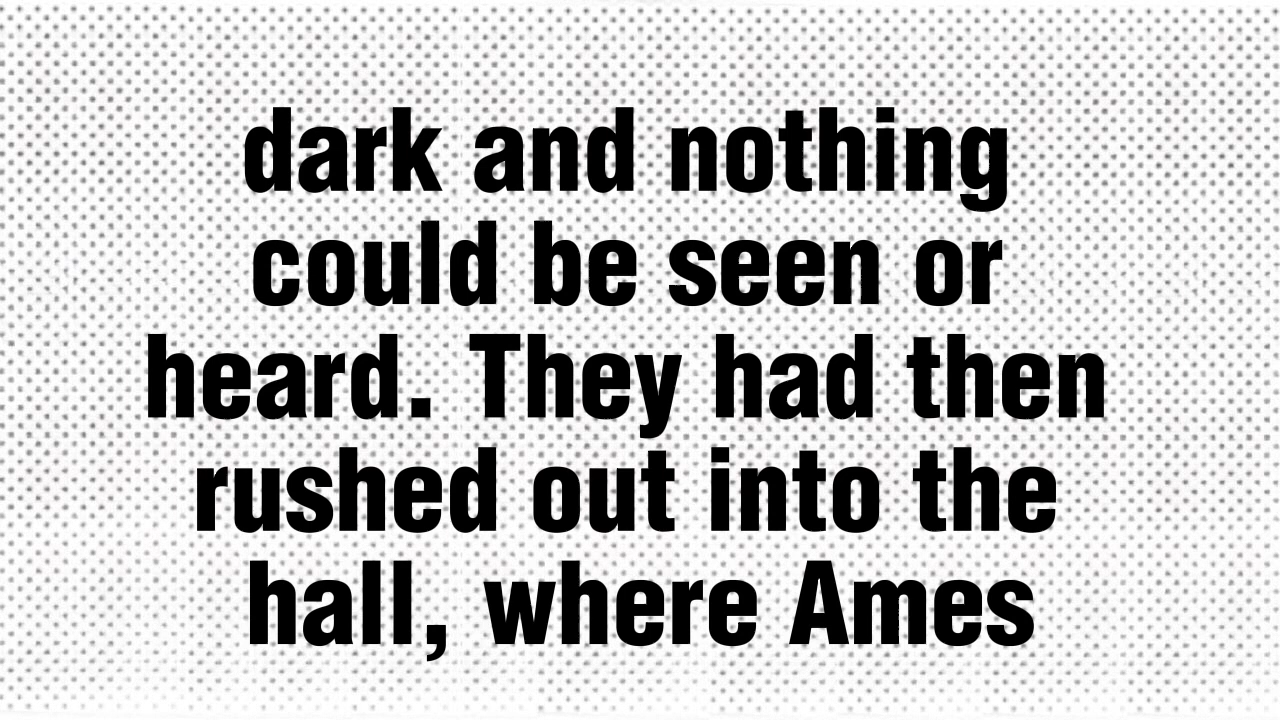 dark and nothing
could be seen or
heard. They had then
rushed out into the
hall, where Ames